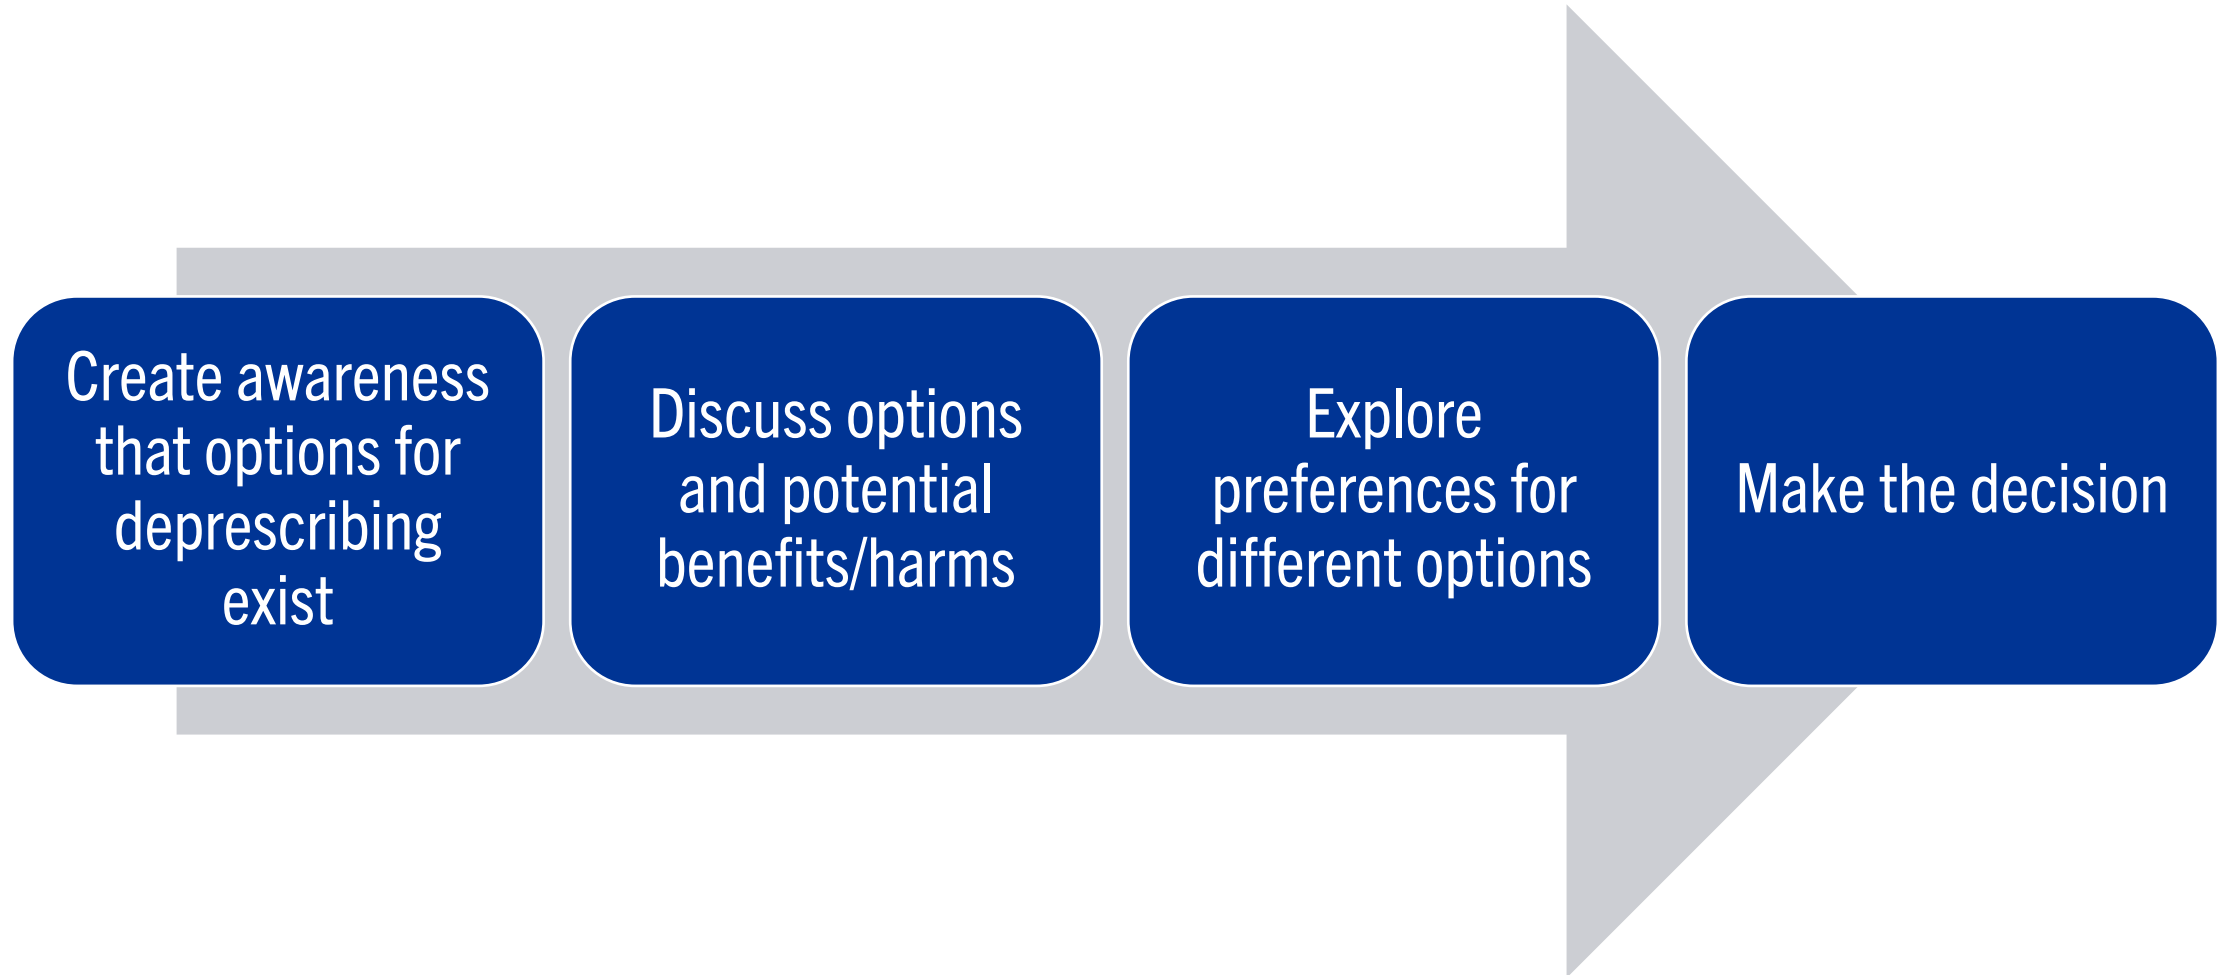 Create awareness
that options for
deprescribing
exist
Discuss options
and potential
benefits/harms
Explore
preferences for
different options
Make the decision